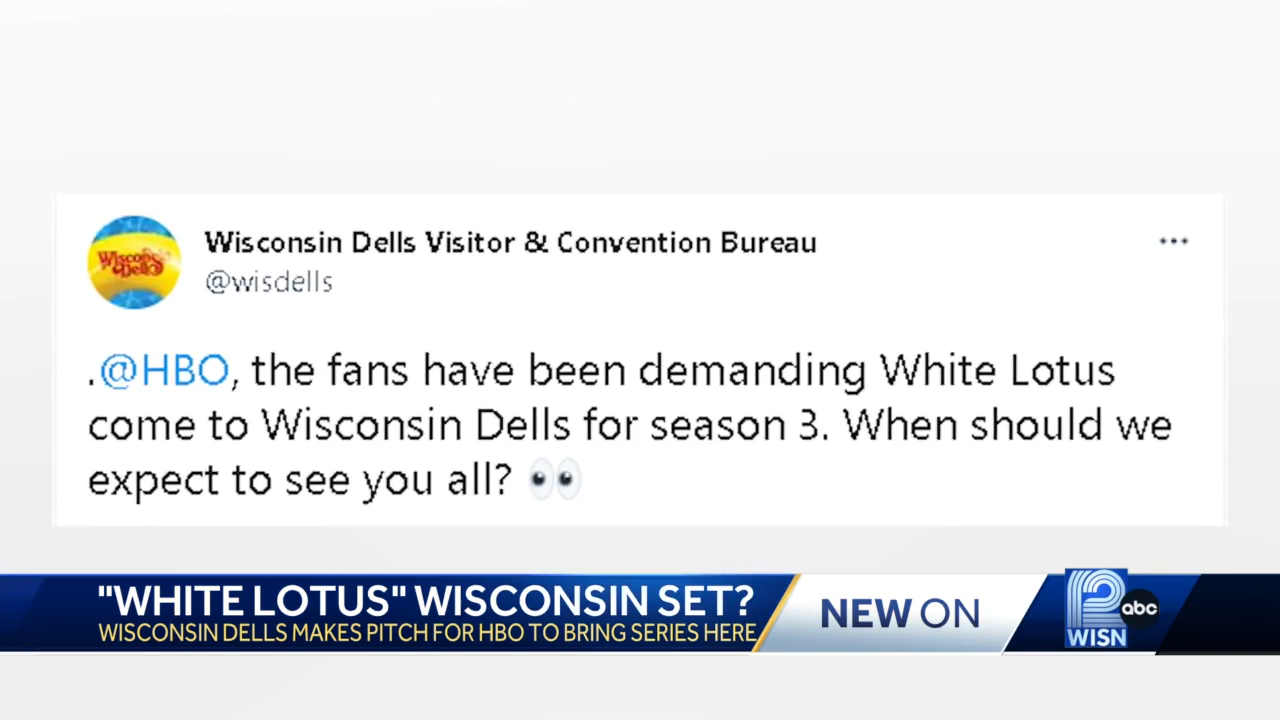 Wisconsin Dells
Wisconsin Dells Visitor & Convention Bureau
@wisdells
.@HBO, the fans have been demanding White Lotus
come to Wisconsin Dells for season 3. When should we
expect to see you all? 👀
"WHITE LOTUS" WISCONSIN SET?
WISCONSIN DELLS MAKES PITCH FOR HBO TO BRING SERIES HERE
NEW ON
12
abc
WISN